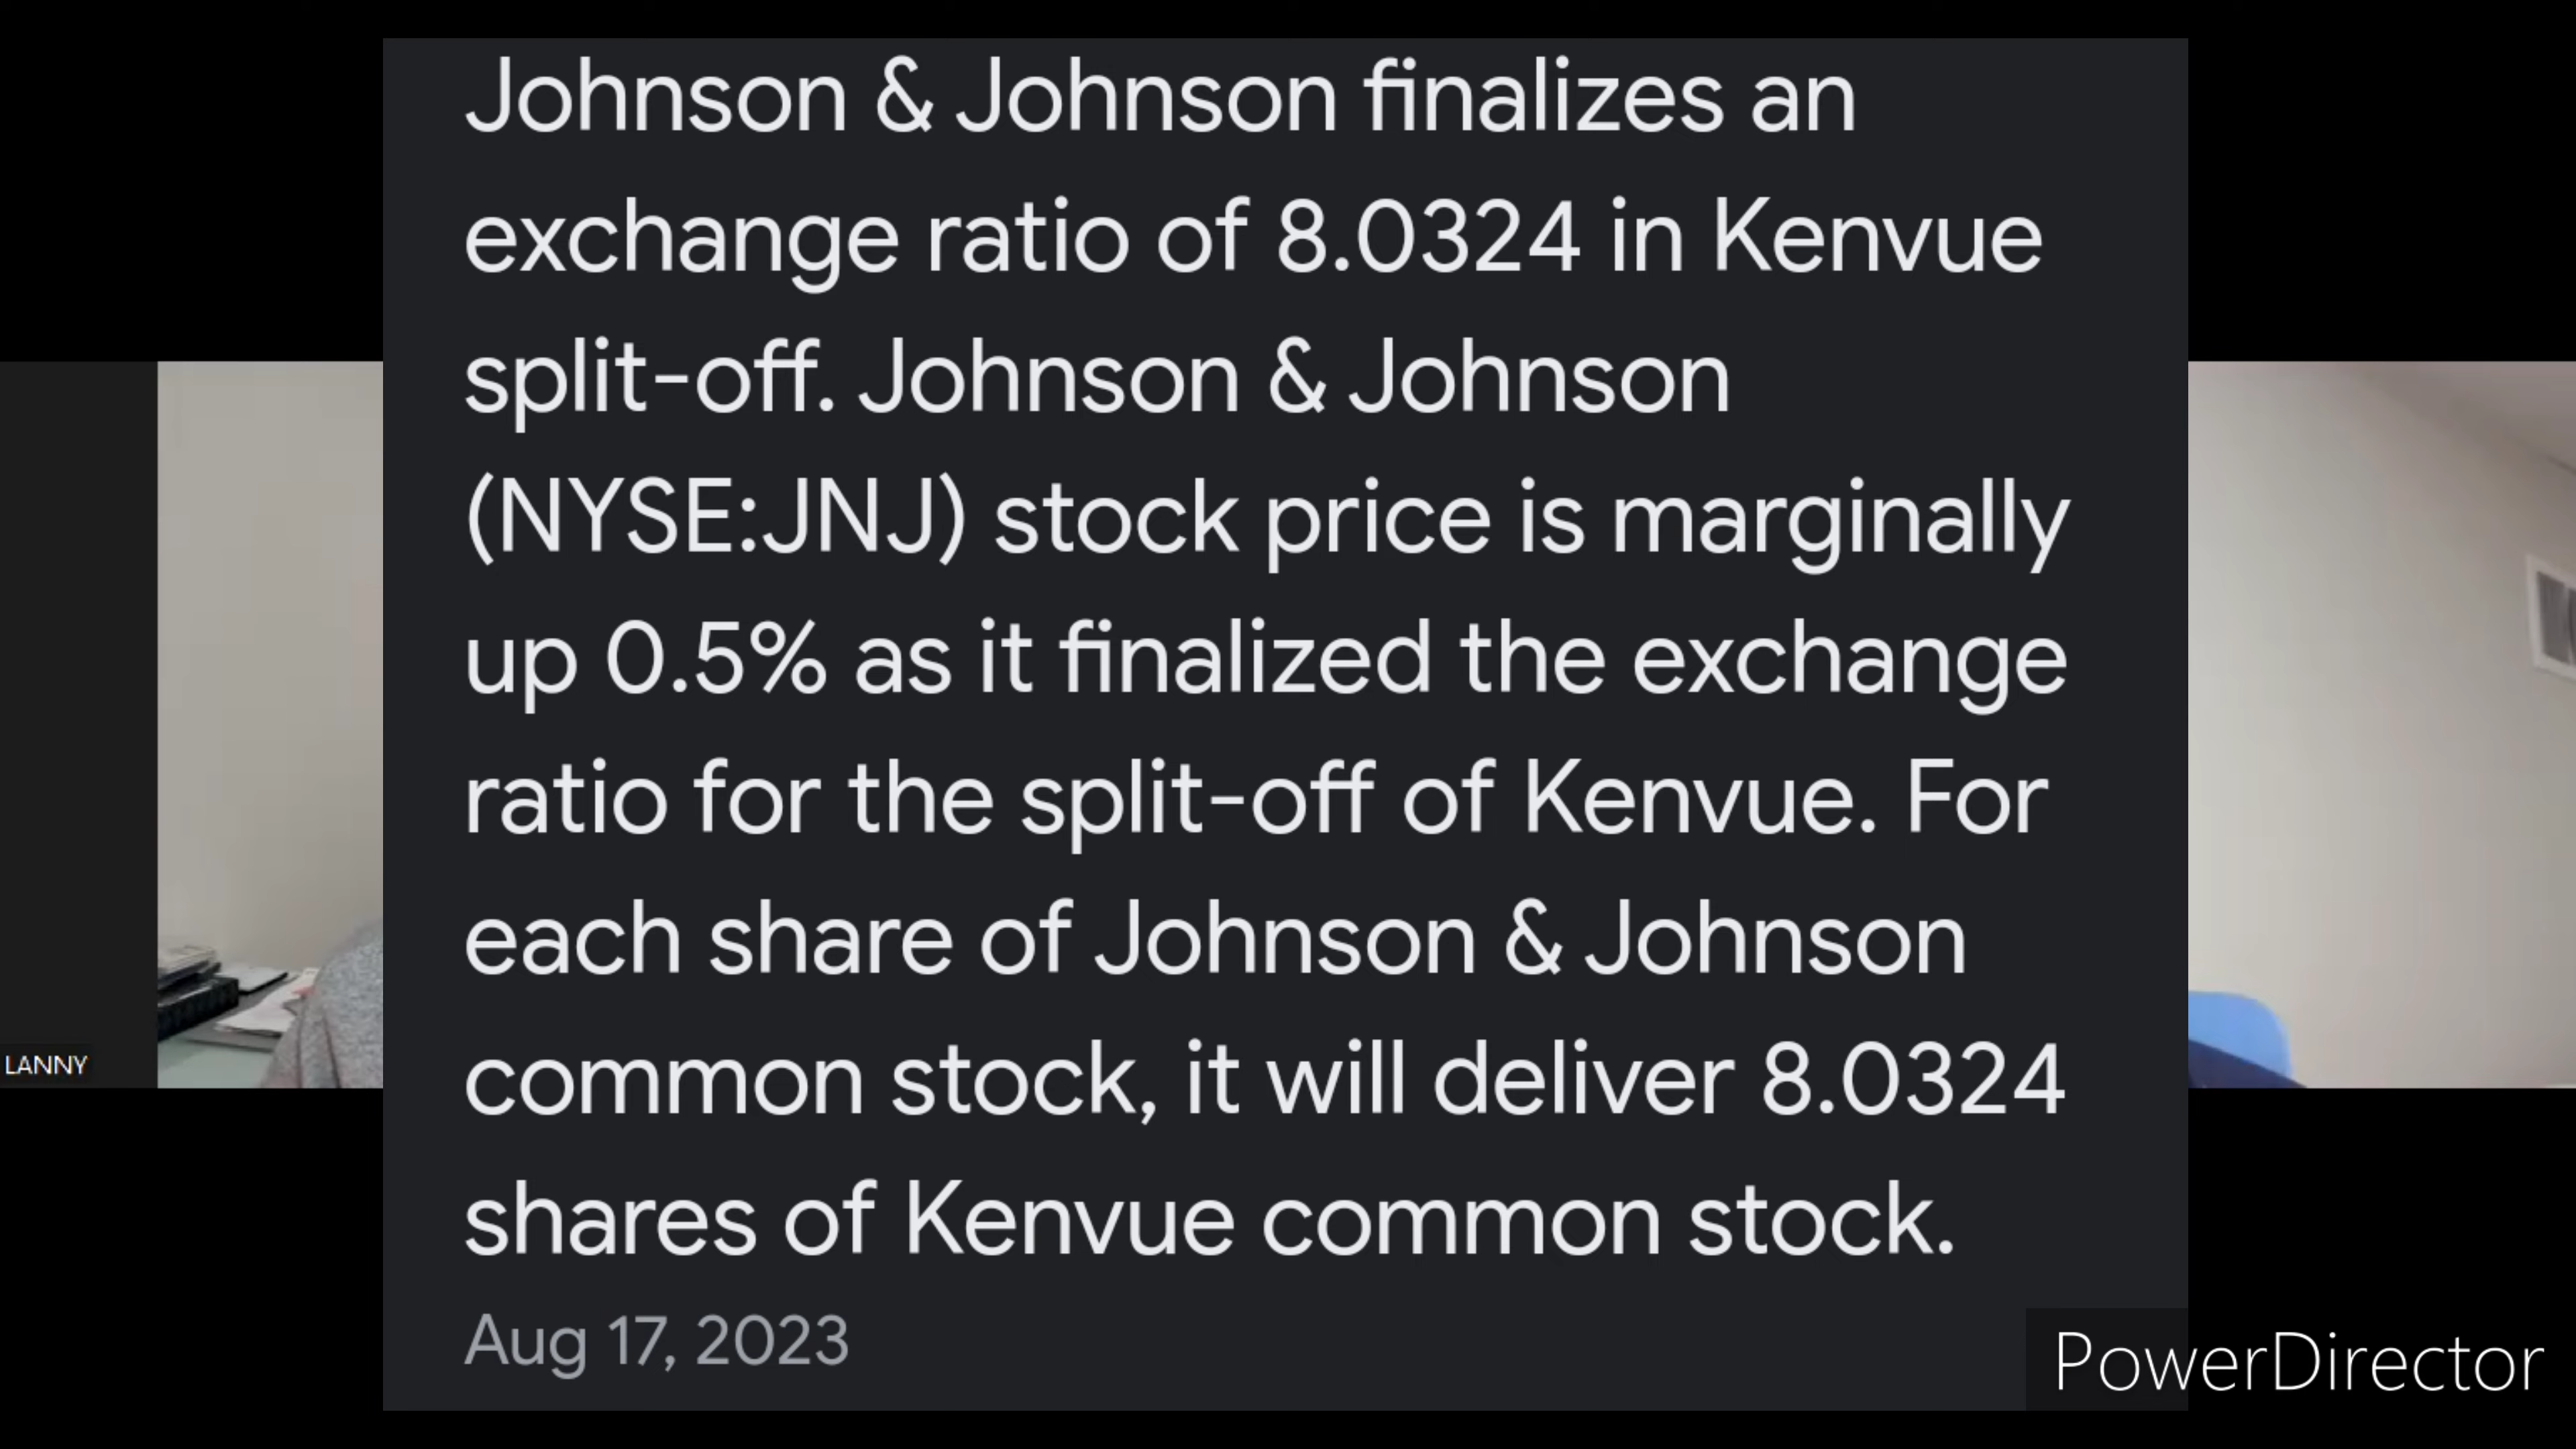 Johnson & Johnson finalizes an
exchange ratio of 8.0324 in Kenvue
split-off. Johnson & Johnson
(NYSE:JNJ) stock price is marginally
up 0.5% as it finalized the exchange
ratio for the split-off of Kenvue. For
each share of Johnson & Johnson
common stock, it will deliver 8.0324
shares of Kenvue common stock.
Aug 17, 2023
LANNY
PowerDirector